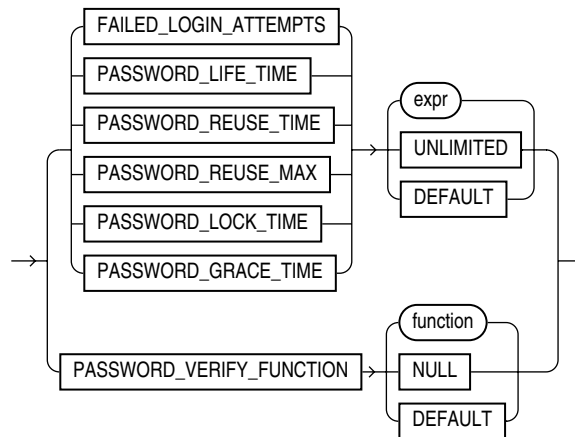 FAILED_LOGIN_ATTEMPTS
PASSWORD_LIFE_TIME
PASSWORD_REUSE_TIME
PASSWORD_REUSE_MAX
PASSWORD_LOCK_TIME
PASSWORD_GRACE_TIME
expr
UNLIMITED
DEFAULT
PASSWORD_VERIFY_FUNCTION
function
NULL
DEFAULT